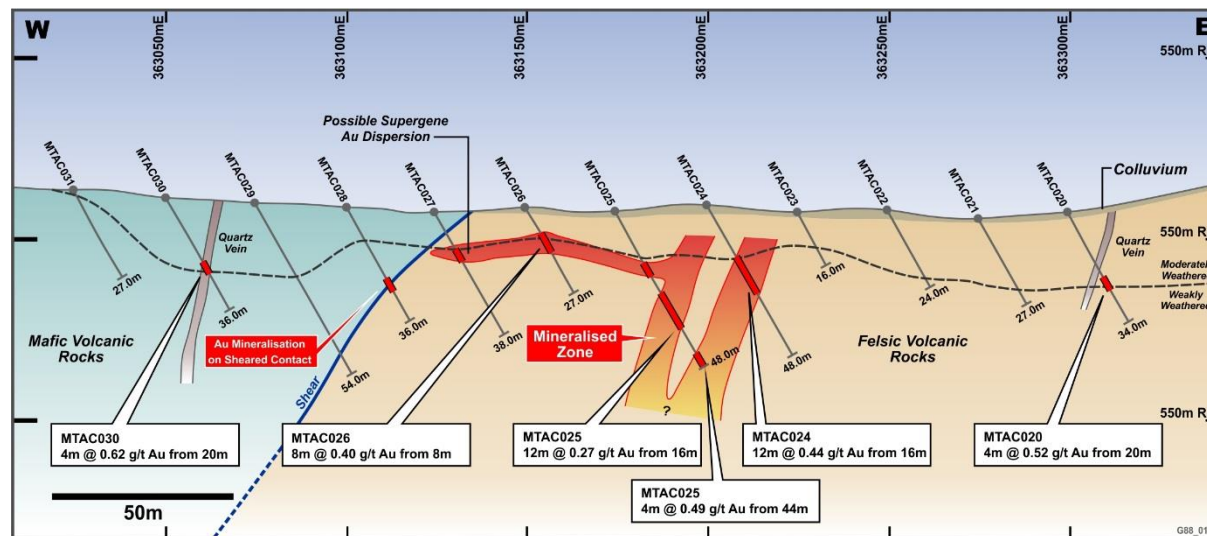 W
E
363050mE
363100mE
363150mE
363200mE
363250mE
363300mE
550m R
Possible Supergene
Au Dispersion
Colluvium
MTAC031
MTAC030
MTAC029
MTAC028
MTAC027
MTAC026
MTAC025
MTAC024
MTAC023
MTAC022
MTAC021
MTAC020
Quartz
Vein
Quartz
Vein
550m R
Moderatel
Weathere
Weakly
Weathered
27.0m
36.0m
54.0m
36.0m
38.0m
27.0m
48.0m
48.0m
16.0m
24.0m
27.0m
34.0m
Mafic Volcanic
Rocks
Au Mineralisation
on Sheared Contact
Mineralised
Zone
Felsic Volcanic
Rocks
Shear
?
550m R
MTAC030
4m @ 0.62 g/t Au from 20m
MTAC026
8m @ 0.40 g/t Au from 8m
MTAC025
12m @ 0.27 g/t Au from 16m
MTAC024
12m @ 0.44 g/t Au from 16m
MTAC020
4m @ 0.52 g/t Au from 20m
MTAC025
4m @ 0.49 g/t Au from 44m
50m
G88_01